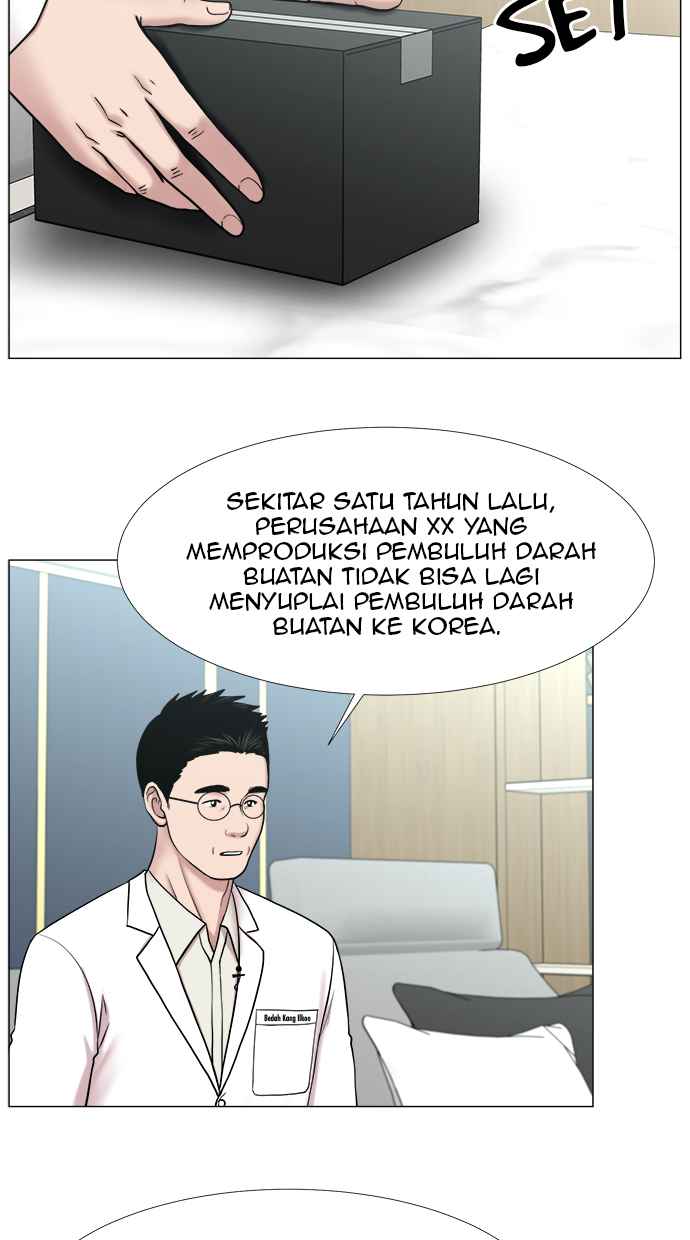 SET
SEKITAR SATU TAHUN LALU,
PERUSAHAAN XX YANG
MEMPRODUKSI PEMBULUH DARAH
BUATAN TIDAK BISA LAGI
MENYUPLAI PEMBULUH DARAH
BUATAN KE KOREA.
Bedah Kang Ilkoo